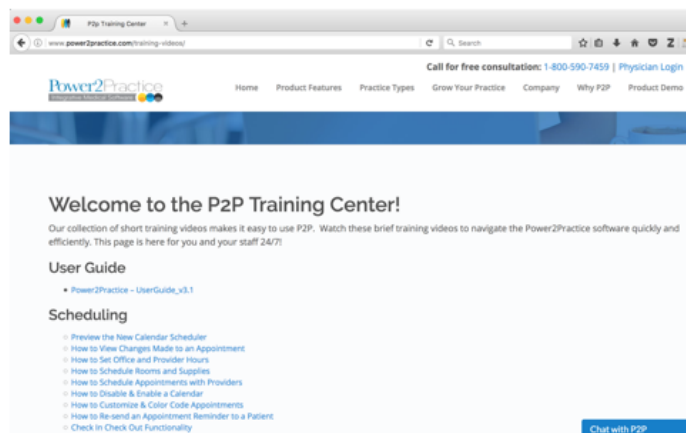 P2p Training Center × +
www.power2practice.com/training-videos/
Search
Call for free consultation: 1-800-590-7459 | Physician Login
Power2Practice
Integrative Medical Software
Home Product Features Practice Types Grow Your Practice Company Why P2P Product Demo
Welcome to the P2P Training Center!
Our collection of short training videos makes it easy to use P2P. Watch these brief training videos to navigate the Power2Practice software quickly and
efficiently. This page is here for you and your staff 24/7!
User Guide
• Power2Practice – UserGuide_v3.1
Scheduling
○ Preview the New Calendar Scheduler
○ How to View Changes Made to an Appointment
○ How to Set Office and Provider Hours
○ How to Schedule Rooms and Supplies
○ How to Schedule Appointments with Providers
○ How to Disable & Enable a Calendar
○ How to Customize & Color Code Appointments
○ How to Re-send an Appointment Reminder to a Patient
○ Check In Check Out Functionality
Chat with P2P